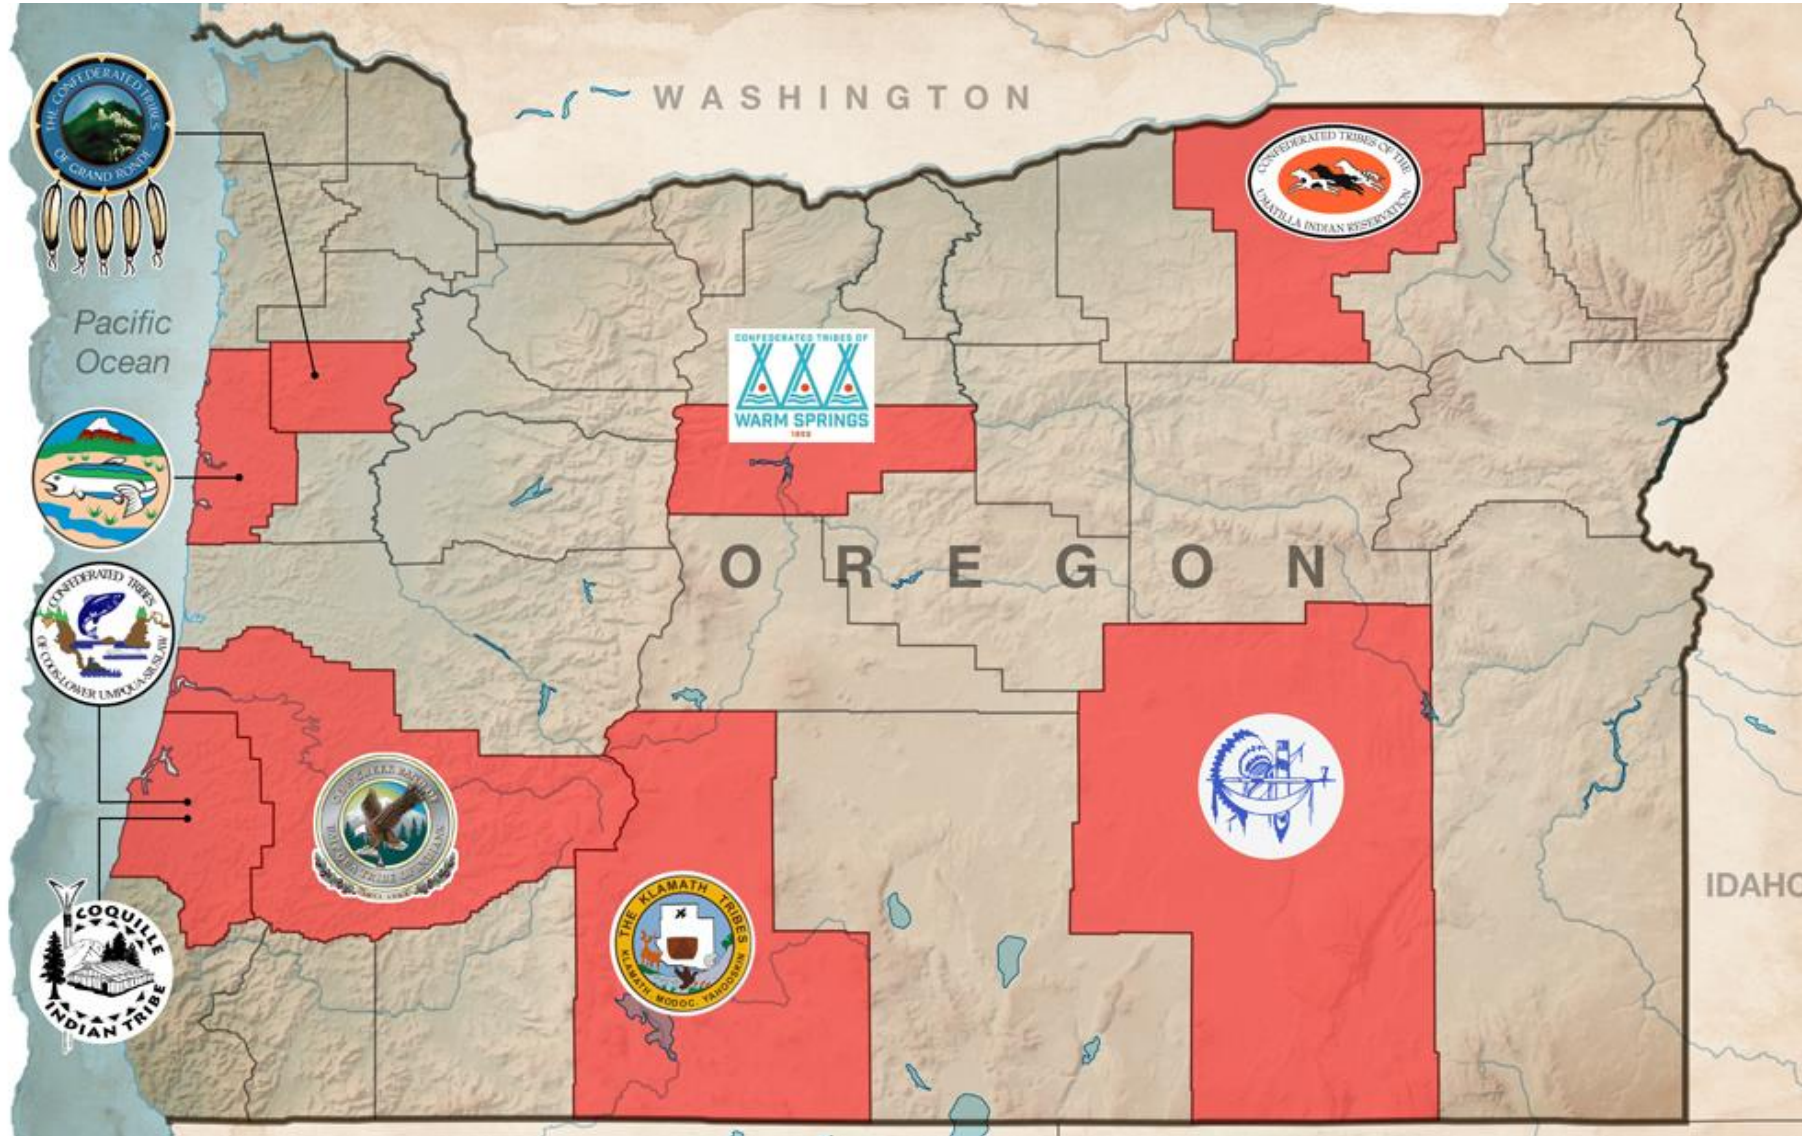 WASHINGTON
THE CONFEDERATED TRIBES
OF GRAND RONDE
CONFEDERATED TRIBES OF THE
UMATILLA INDIAN RESERVATION
Pacific
Ocean
CONFEDERATED TRIBES OF
WARM SPRINGS
OREGON
CONFEDERATED TRIBES
OF COOS-LOWER UMPQUA-SIUSLAW
THE KLAMATH TRIBES
KLAMATH, MODOC, YAHOOSKIN
IDAHO
COQUILLE
INDIAN TRIBE